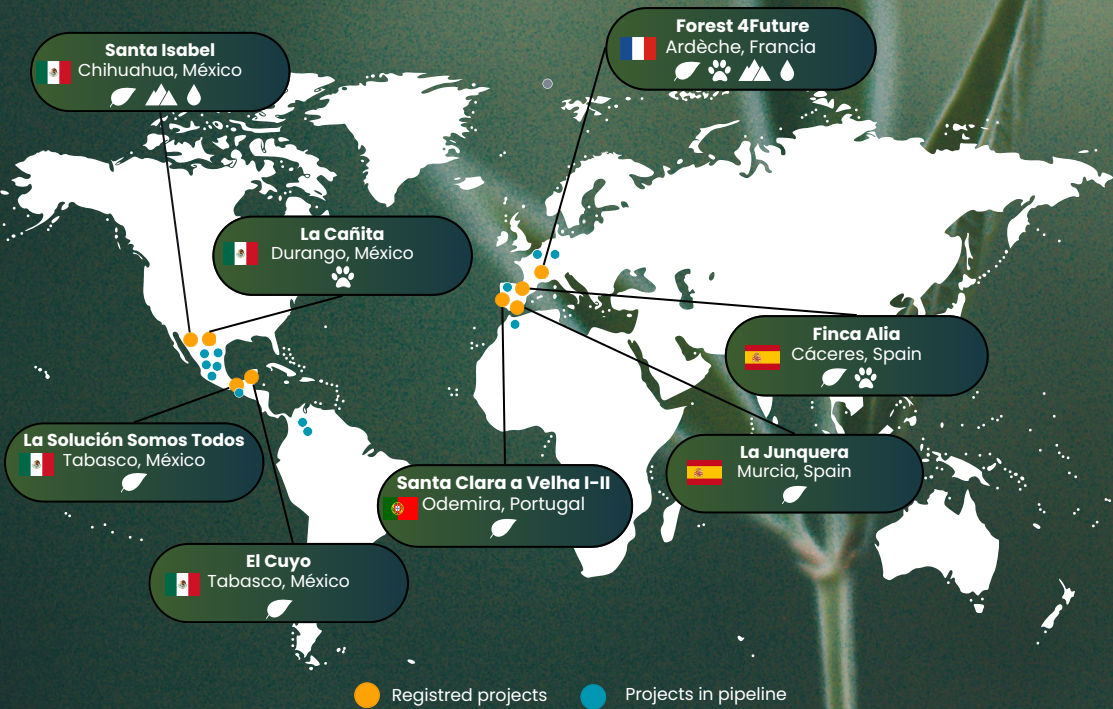 Forest 4Future
Ardèche, Francia
Santa Isabel
Chihuahua, México
La Cañita
Durango, México
Finca Alia
Cáceres, Spain
La Solución Somos Todos
Tabasco, México
La Junquera
Murcia, Spain
Santa Clara a Velha I-II
Odemira, Portugal
El Cuyo
Tabasco, México
Registred projects
Projects in pipeline